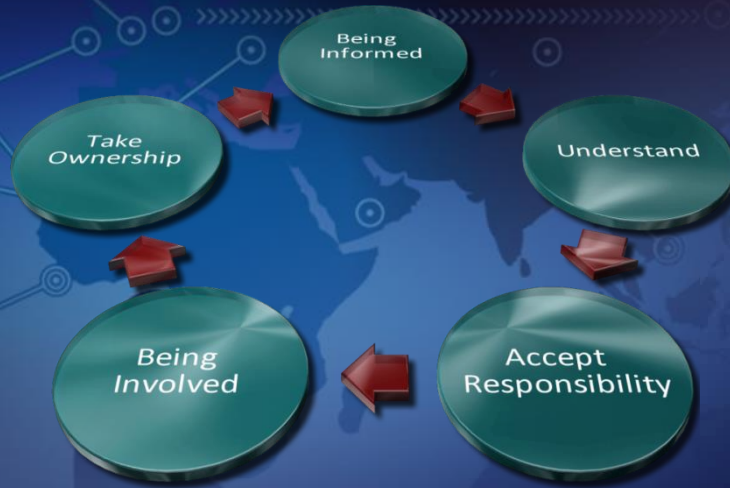 Being
Informed
Understand
Accept
Responsibility
Being
Involved
Take
Ownership